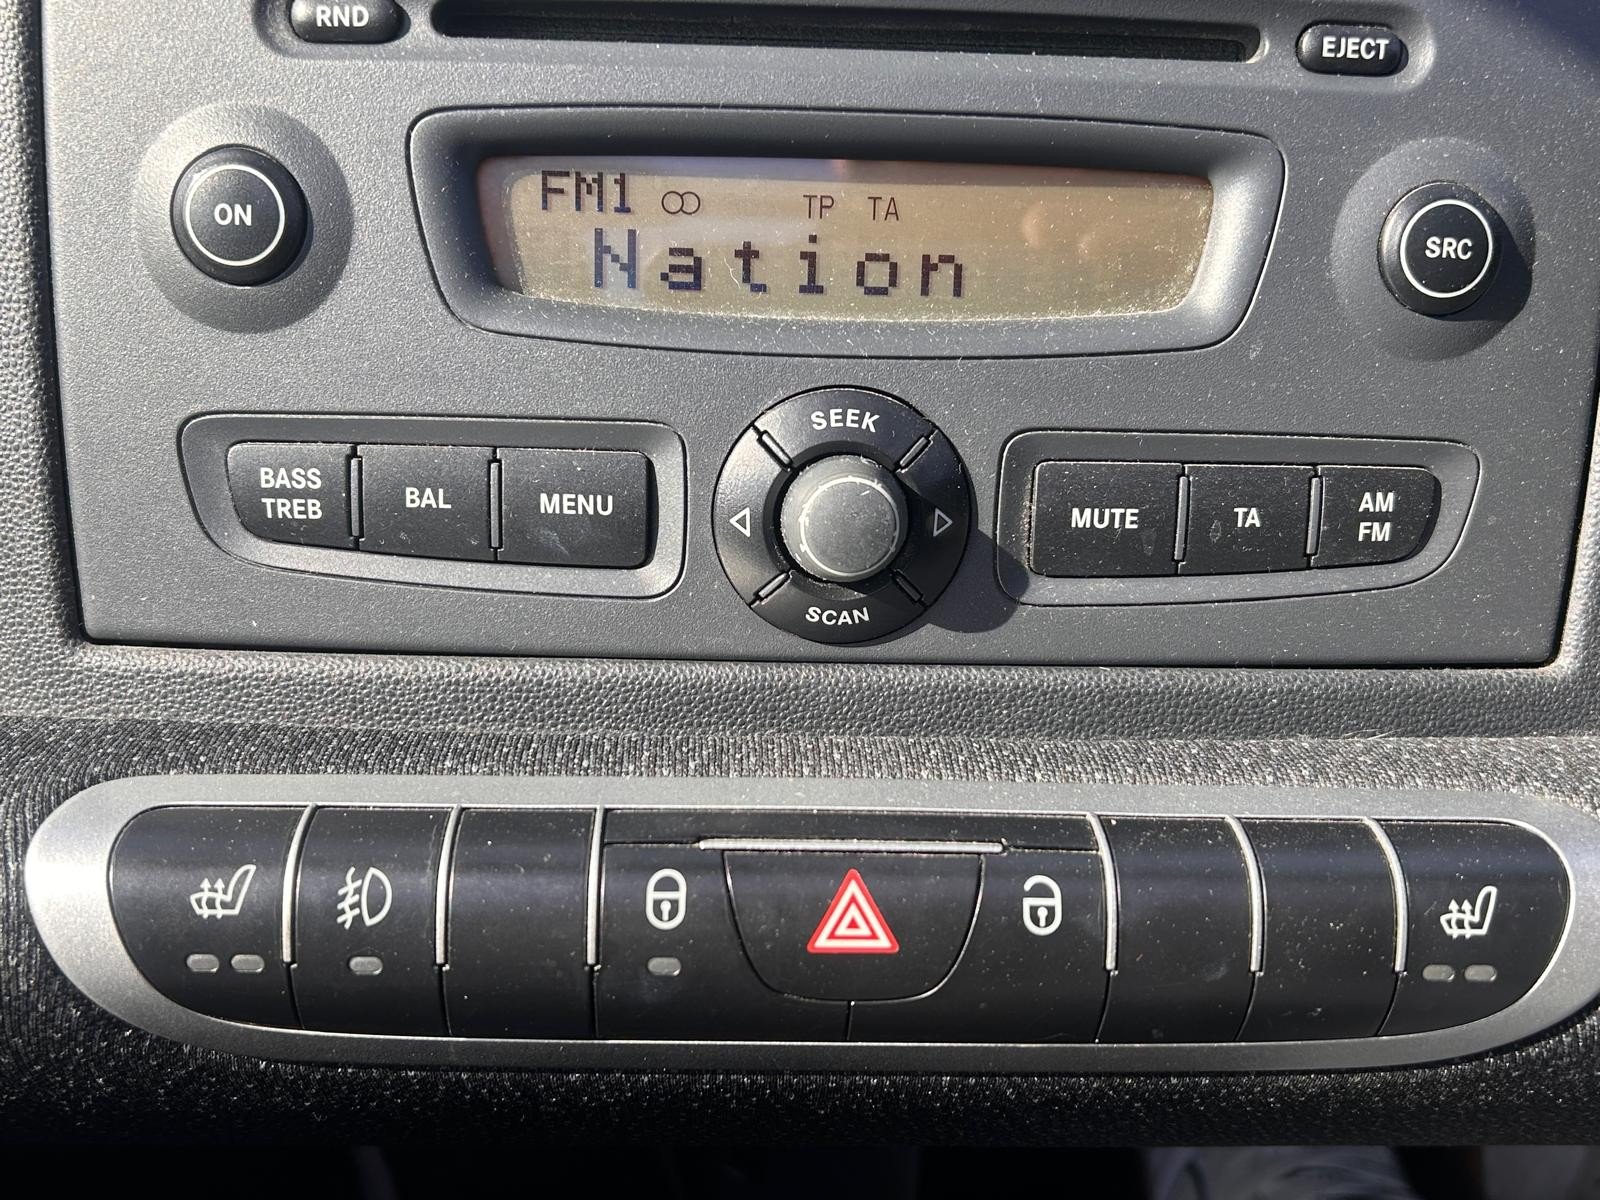 RND
EJECT
ON
FM1 TP TA
Nation
SRC
BASS
TREB
BAL
MENU
SEEK
SCAN
MUTE
TA
AM
FM